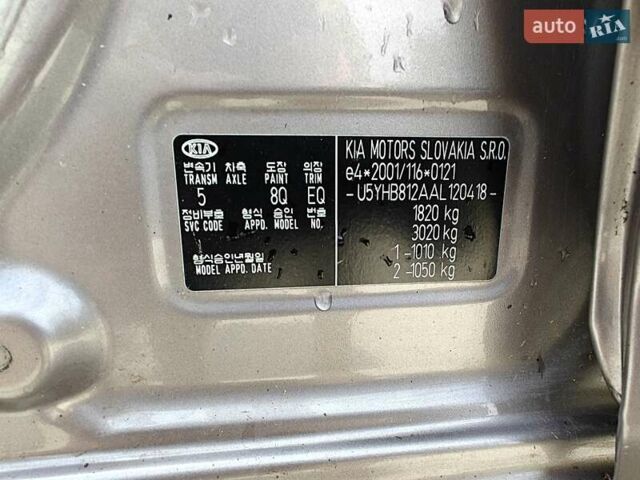 auto RIA
.com
KIA
변속기 차축 도장 의장
TRANSM AXLE PAINT TRIM
5 8Q EQ
정비부호 형식 승인 번호
SVC CODE APPD. MODEL NO.
형식승인년월일
MODEL APPD. DATE
KIA MOTORS SLOVAKIA S.R.O.
e4*2001/116*0121
-U5YHB812AAL120418-
1820 kg
3020 kg
1 -1010 kg
2 -1050 kg